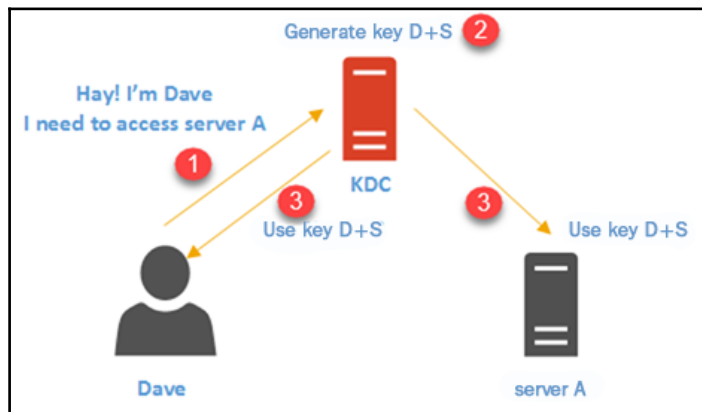 Generate key D+S 2
Hay! I'm Dave
I need to access server A
1
KDC
3
3
Use key D+S
Use key D+S
Dave
server A